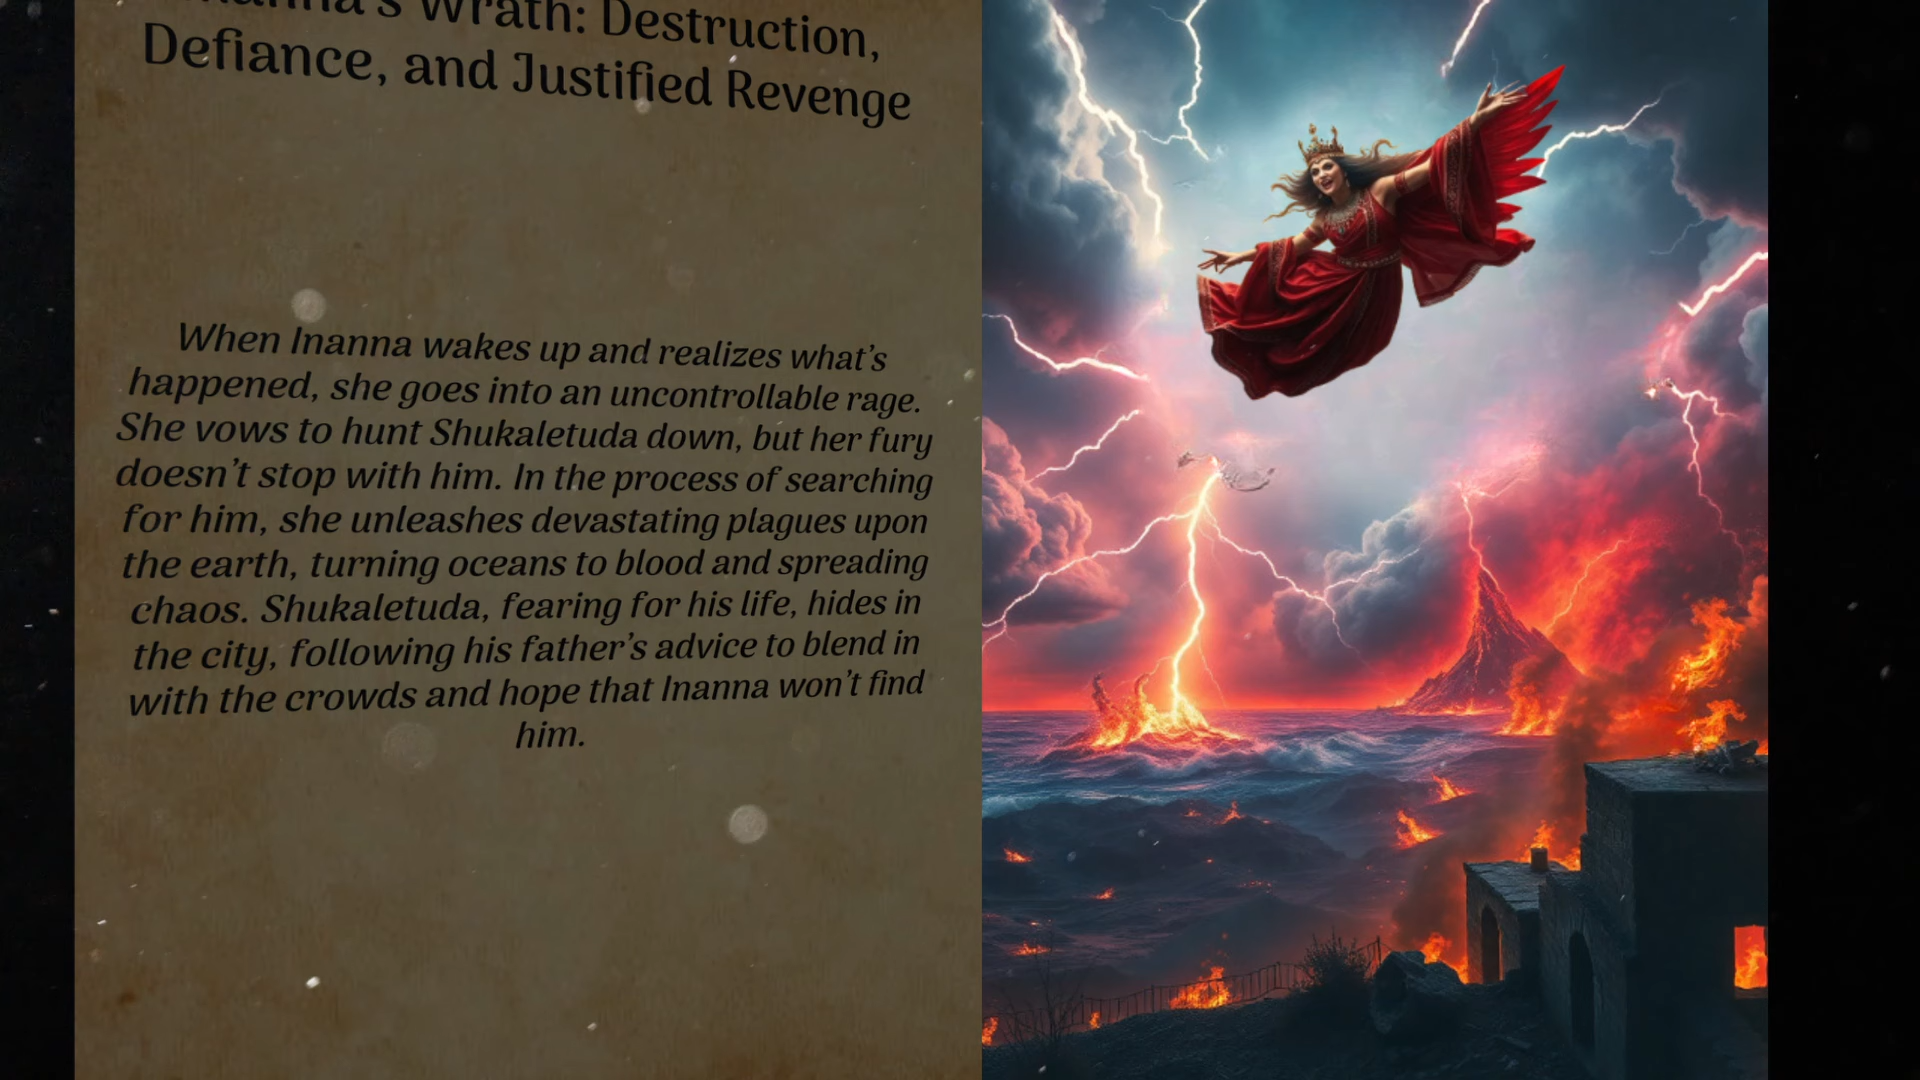 Inanna's Wrath: Destruction,
Defiance, and Justified Revenge
When Inanna wakes up and realizes what's
happened, she goes into an uncontrollable rage.
She vows to hunt Shukaletuda down, but her fury
doesn't stop with him. In the process of searching
for him, she unleashes devastating plagues upon
the earth, turning oceans to blood and spreading
chaos. Shukaletuda, fearing for his life, hides in
the city, following his father's advice to blend in
with the crowds and hope that Inanna won't find
him.